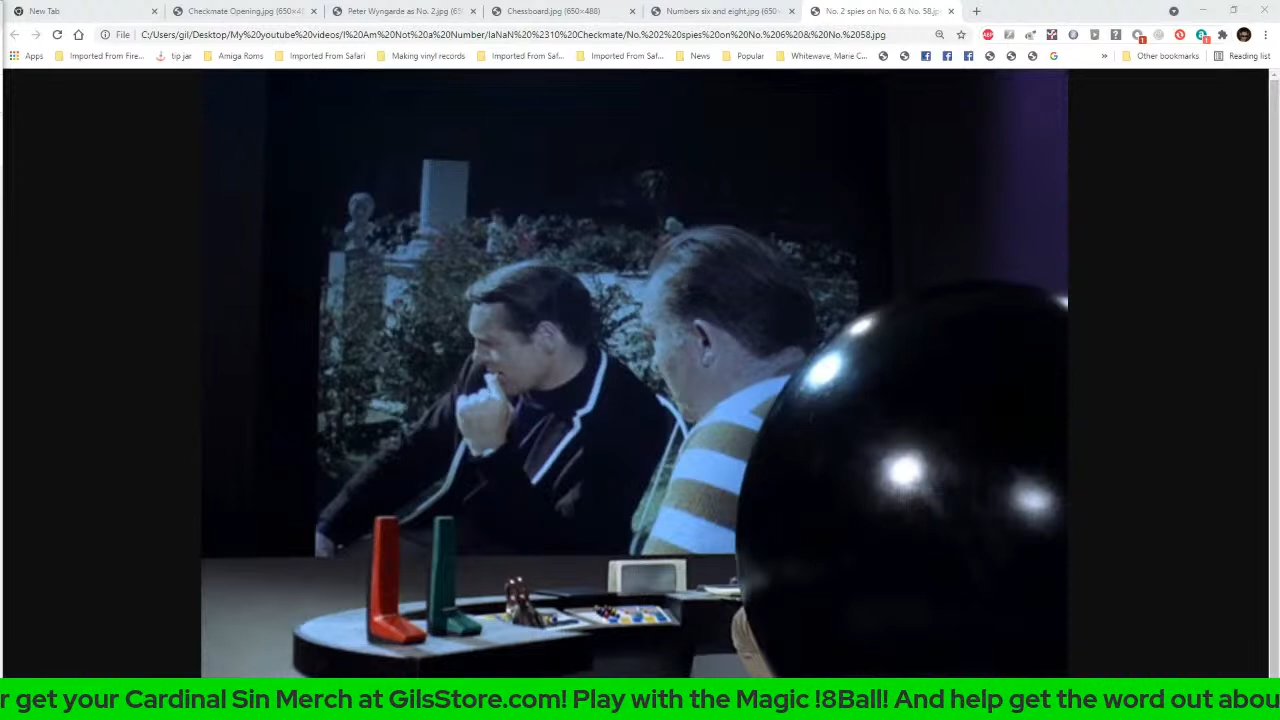 New Tab
Checkmate Opening.jpg (650×4
Peter Wyngarde as No. 2.jpg (65
Chessboard.jpg (650×488)
Numbers six and eight.jpg (650×
No. 2 spies on No. 6 & No. 58.jp
File
C:/Users/gil/Desktop/My%20youtube%20videos/I%20Am%20Not%20a%20Number/IaNaN%20%2310%20Checkmate/No.%202%20spies%20on%20No.%206%20&%20No.%2058.jpg
Apps
Imported From Fire...
tip jar
Amiga Roms
Imported From Safari
Making vinyl records
Imported From Saf...
Imported From Saf...
News
Popular
Whitewave, Marie C...
Other bookmarks
Reading list
r get your Cardinal Sin Merch at GilsStore.com! Play with the Magic !8Ball! And help get the word out abou